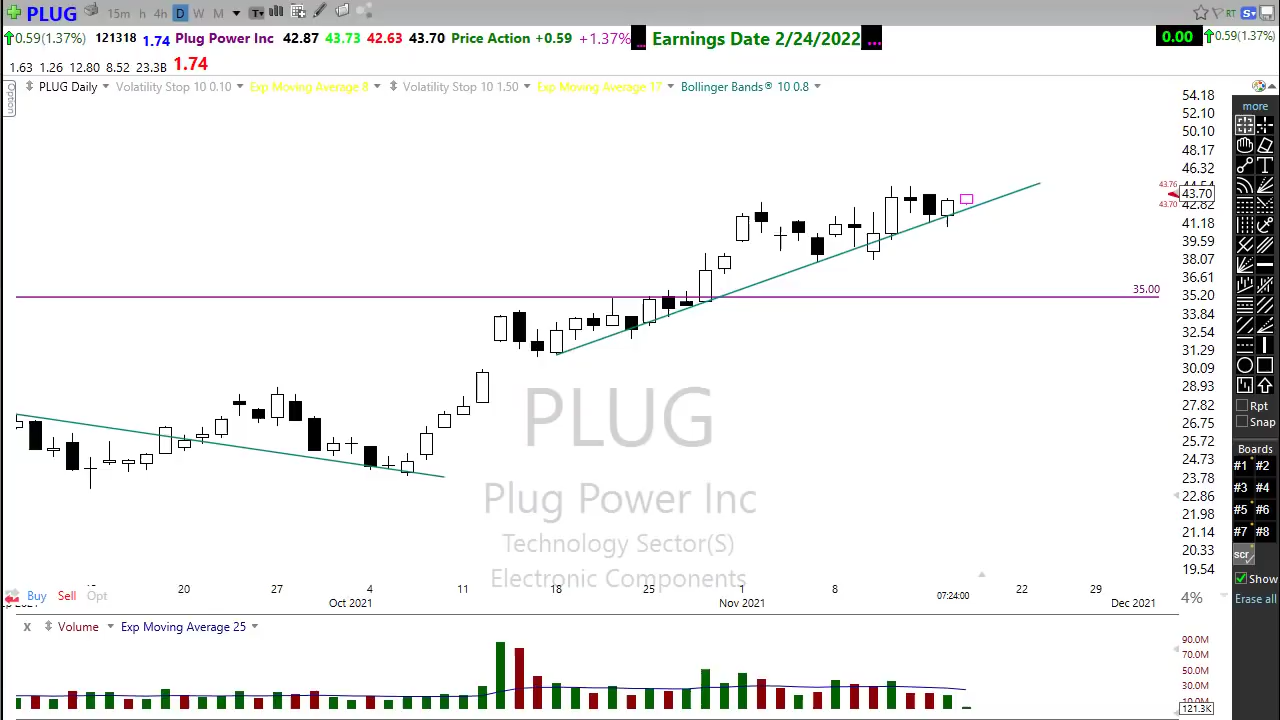 PLUG 15m h 4h D W M
RT
0.59(1.37%) 121318 1.74 Plug Power Inc 42.87 43.73 42.63 43.70 Price Action +0.59 +1.37% ... Earnings Date 2/24/2022 ... 0.00 0.59(1.37%)
1.63 1.26 12.80 8.52 23.3B 1.74
Option
PLUG Daily Volatility Stop 10 0.10 Exp Moving Average 8 Volatility Stop 10 1.50 Exp Moving Average 17 Bollinger Bands® 10 0.8
54.18
52.10
50.10
48.17
46.32
43.76
43.70
43.70
42.82
41.18
39.59
38.07
36.61
35.00
35.20
33.84
32.54
31.29
30.09
28.93
27.82
26.75
25.72
24.73
23.78
22.86
21.98
21.14
20.33
19.54
PLUG
Plug Power Inc
Technology Sector(S)
Electronic Components
20 27 4 11 18 25 1 8 07:24:00 22 29
Oct 2021 Nov 2021 Dec 2021
Buy Sell Opt
4%
X Volume Exp Moving Average 25
90.0M
70.0M
50.0M
30.0M
121.3K
more
Rpt
Snap
Boards
#1 #2
#3 #4
#5 #6
#7 #8
scr
Show
Erase all